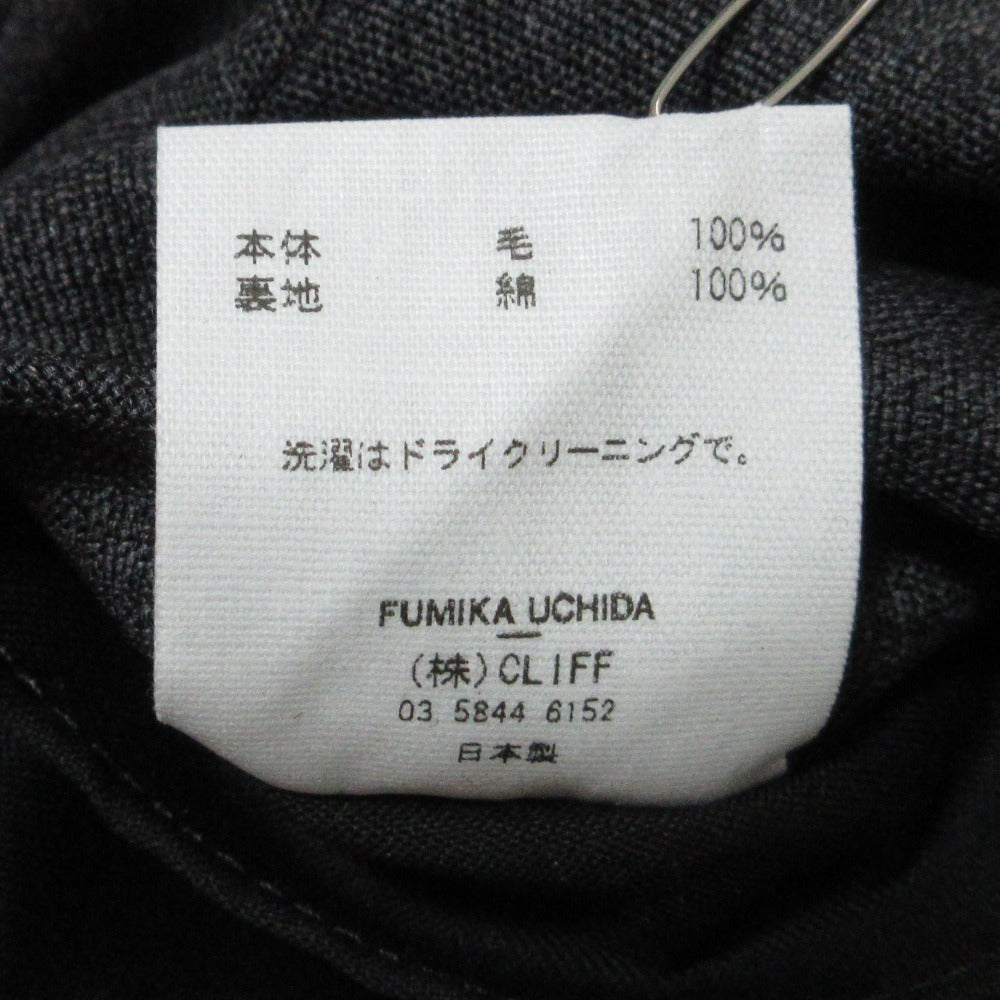 本体 毛 100%
裏地 綿 100%
洗濯はドライクリーニングで。
FUMIKA_UCHIDA
(株)CLIFF
03 5844 6152
日本製